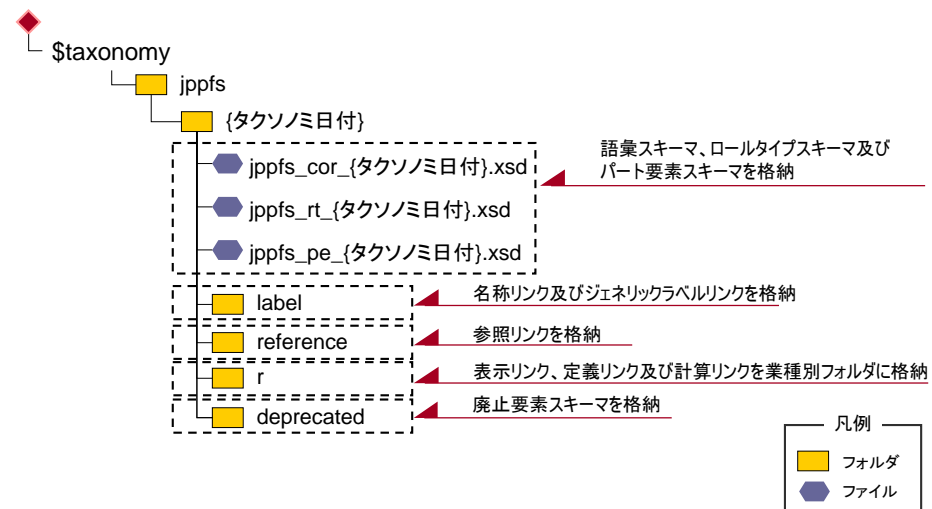 $taxonomy
jppfs
{タクソノミ日付}
jppfs_cor_{タクソノミ日付}.xsd
jppfs_rt_{タクソノミ日付}.xsd
jppfs_pe_{タクソノミ日付}.xsd
語彙スキーマ、ロールタイプスキーマ及び
パート要素スキーマを格納
label
名称リンク及びジェネリックラベルリンクを格納
reference
参照リンクを格納
r
表示リンク、定義リンク及び計算リンクを業種別フォルダに格納
deprecated
廃止要素スキーマを格納
凡例
フォルダ
ファイル